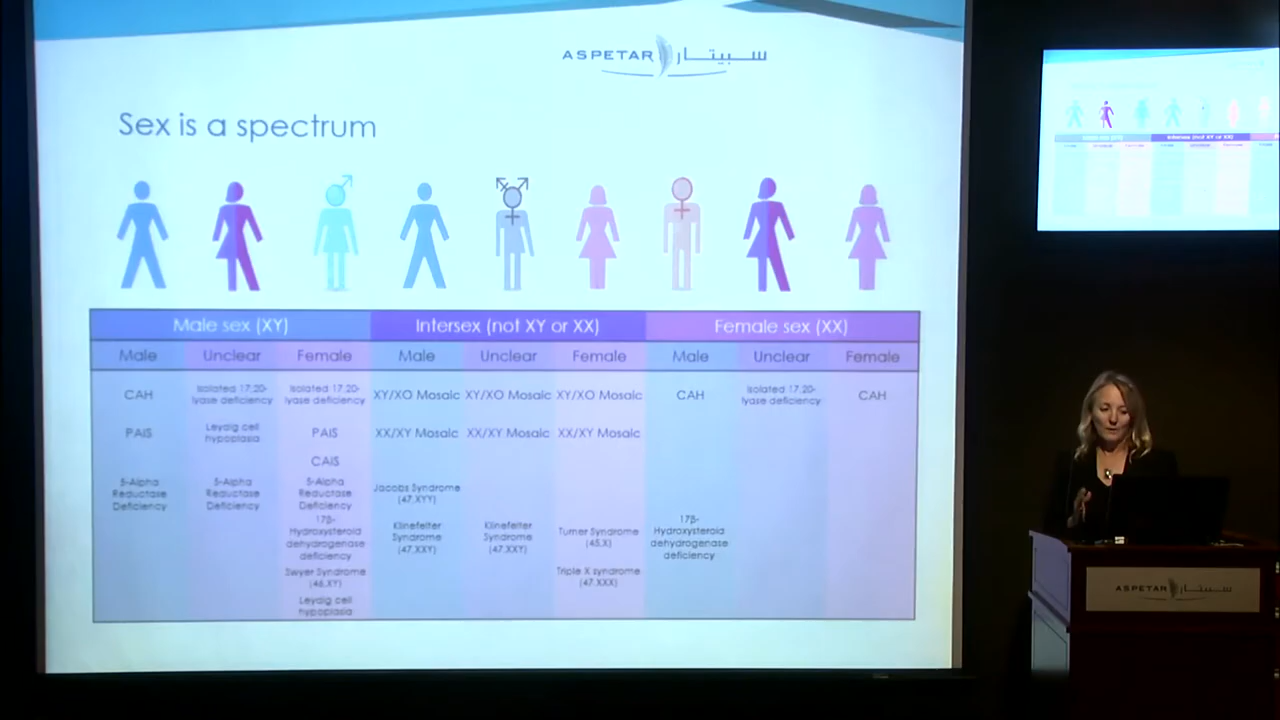 ASPETAR سبيتار
Sex is a spectrum
Male sex (XY) Intersex (not XY or XX) Female sex (XX)
Male Unclear Female Male Unclear Female Male Unclear Female
CAH Isolated 17,20-lyase deficiency Isolated 17,20-lyase deficiency XY/XO Mosaic XY/XO Mosaic XY/XO Mosaic CAH Isolated 17,20-lyase deficiency CAH
PAIS Leydig cell hypoplasia PAIS XX/XY Mosaic XX/XY Mosaic XX/XY Mosaic
CAIS
5-Alpha Reductase Deficiency 5-Alpha Reductase Deficiency 5-Alpha Reductase Deficiency Jacobs Syndrome (47,XYY)
17β-Hydroxysteroid dehydrogenase deficiency Klinefelter Syndrome (47,XXY) Klinefelter Syndrome (47,XXY) Turner Syndrome (45,X) 17β-Hydroxysteroid dehydrogenase deficiency
Swyer Syndrome (46,XY) Triple X syndrome (47,XXX)
Leydig cell hypoplasia
Intersex (not XY or XX)
ASPETAR سبيتار